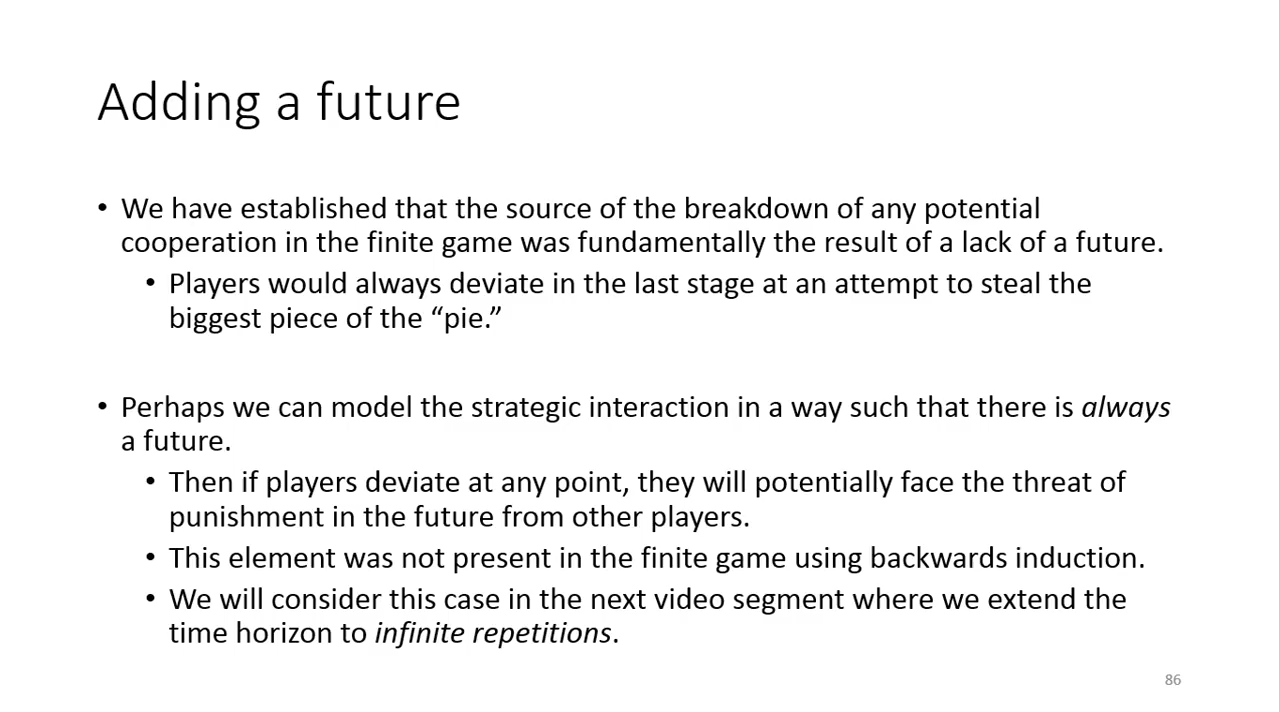 Adding a future
• We have established that the source of the breakdown of any potential
cooperation in the finite game was fundamentally the result of a lack of a future.
• Players would always deviate in the last stage at an attempt to steal the
biggest piece of the “pie.”
• Perhaps we can model the strategic interaction in a way such that there is always
a future.
• Then if players deviate at any point, they will potentially face the threat of
punishment in the future from other players.
• This element was not present in the finite game using backwards induction.
• We will consider this case in the next video segment where we extend the
time horizon to infinite repetitions.
86